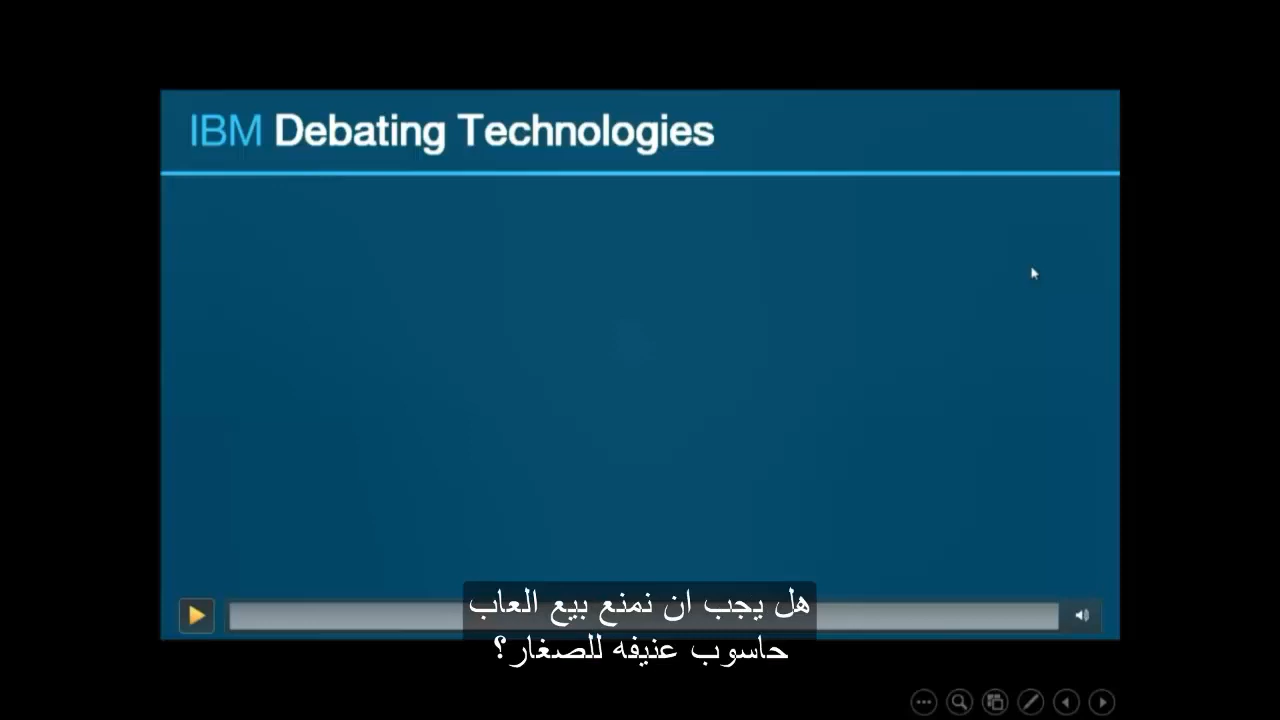 IBM Debating Technologies
هل يجب ان نمنع بيع العاب
حاسوب عنيفه للصغار؟